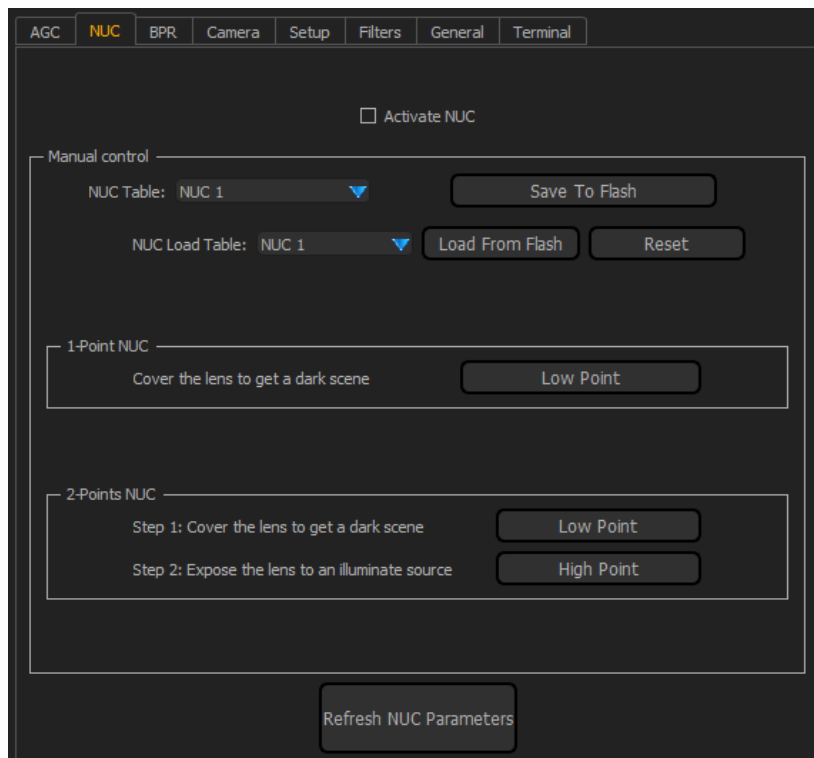 AGC NUC BPR Camera Setup Filters General Terminal
Activate NUC
Manual control
NUC Table: NUC 1 Save To Flash
NUC Load Table: NUC 1 Load From Flash Reset
1-Point NUC
Cover the lens to get a dark scene Low Point
2-Points NUC
Step 1: Cover the lens to get a dark scene Low Point
Step 2: Expose the lens to an illuminate source High Point
Refresh NUC Parameters